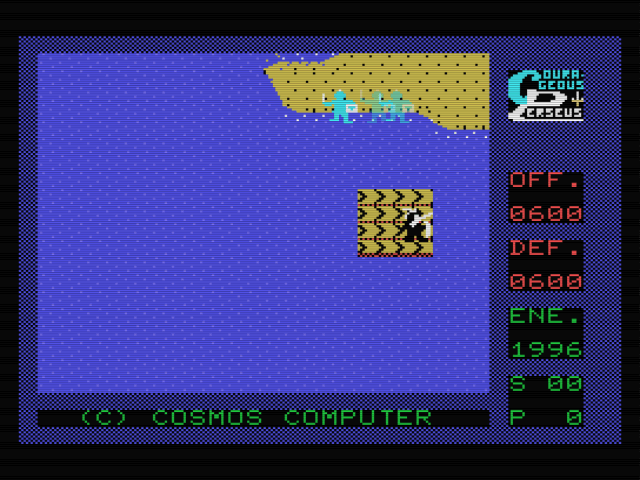 COURA-
GEOUS
PERSEUS
OFF.
0600
DEF.
0600
ENE.
1996
S 00
P 0
(C) COSMOS COMPUTER